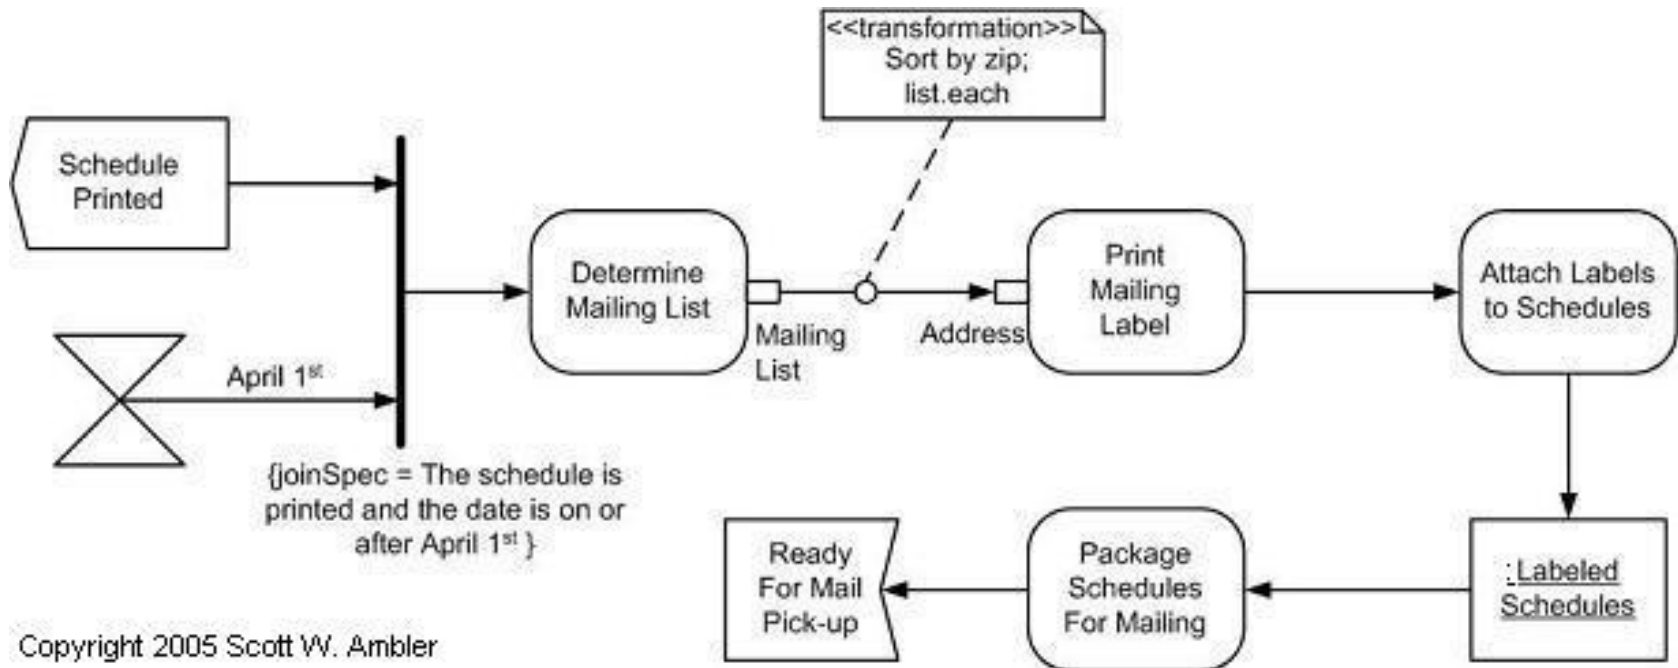 <<transformation>>
Sort by zip;
list.each
Schedule
Printed
Determine
Mailing List
Mailing
List
Address
Print
Mailing
Label
Attach Labels
to Schedules
April 1st
{joinSpec = The schedule is
printed and the date is on or
after April 1st }
Ready
For Mail
Pick-up
Package
Schedules
For Mailing
: Labeled
Schedules
Copyright 2005 Scott W. Ambler